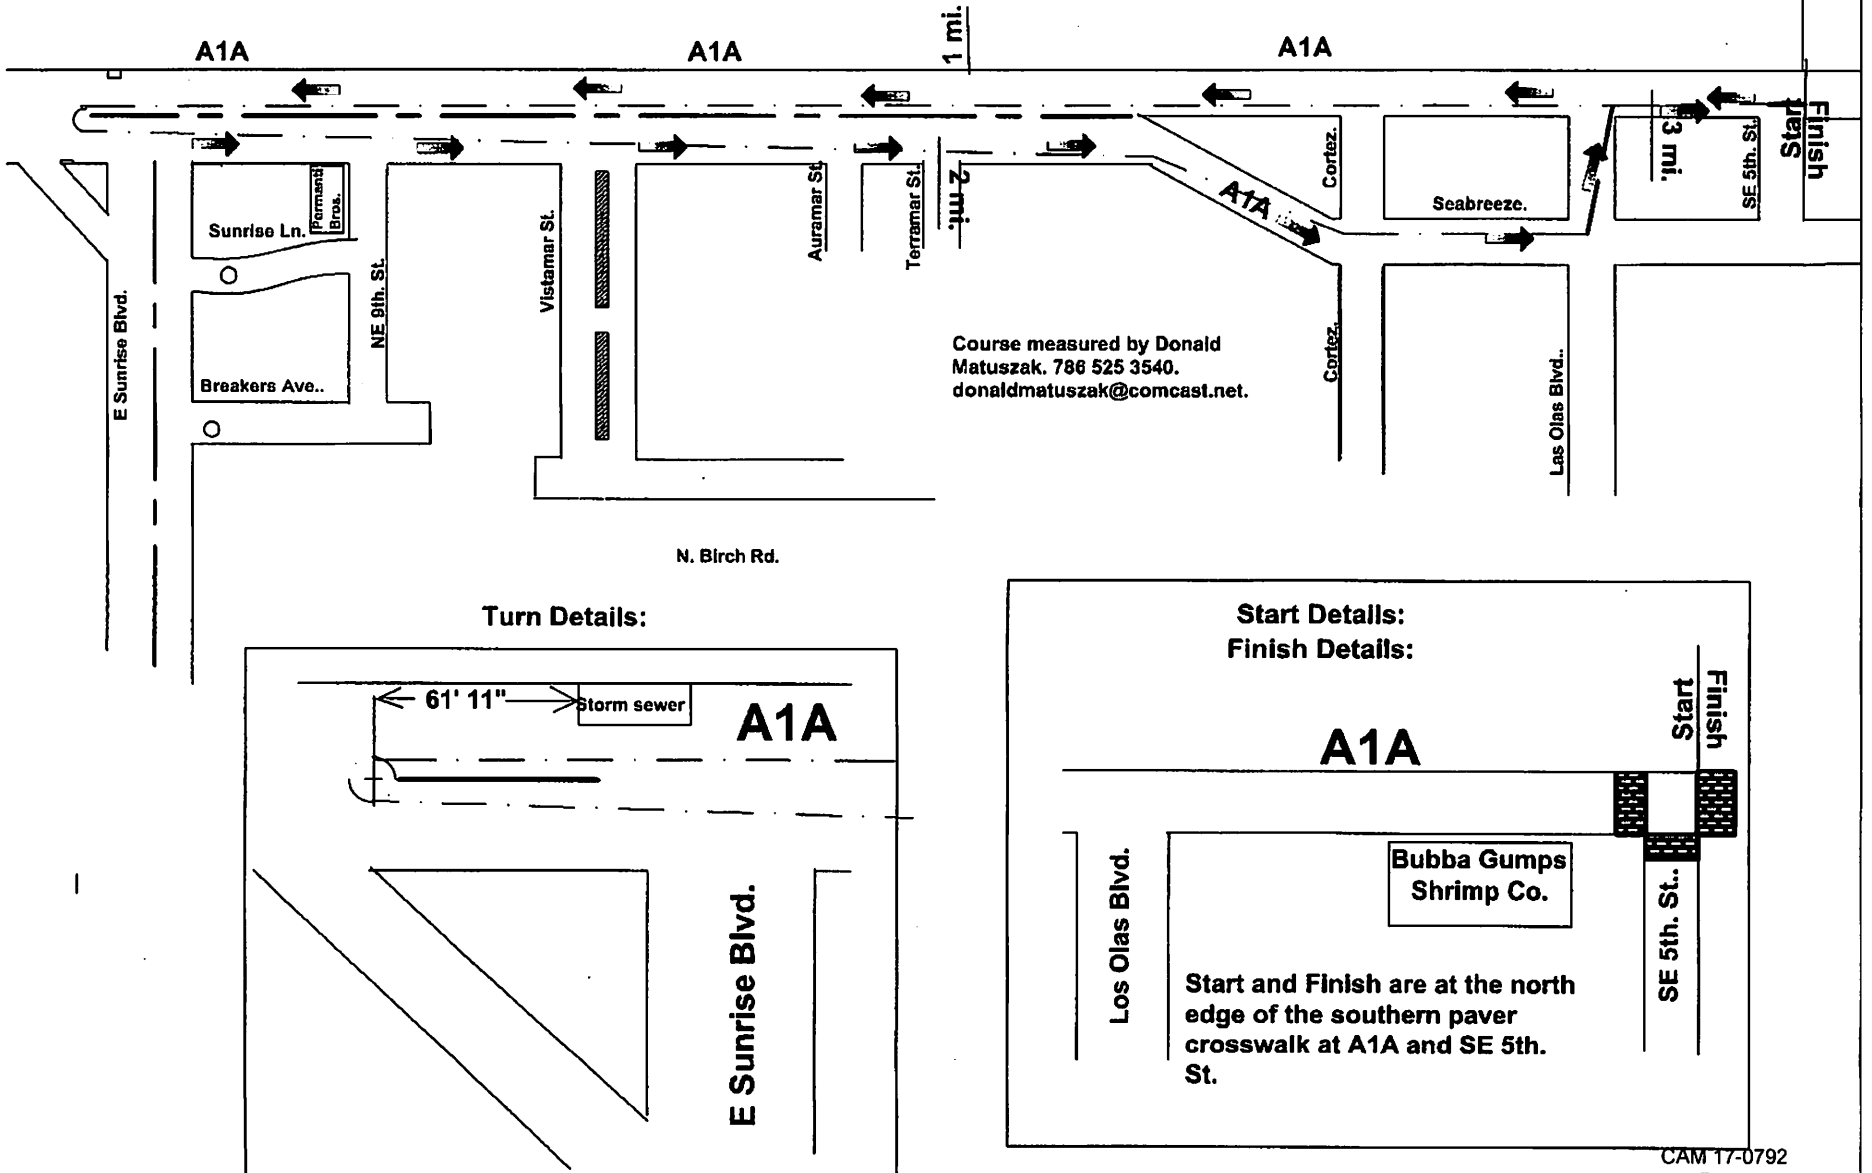 1 mi.
A1A
A1A
A1A
Start
Finish
3 mi.
SE 5th. St.
Cortez.
Seabreeze.
A1A
2 mi.
Terramar St.
Auramar St.
Vistamar St.
Permanti
Bros.
Sunrise Ln.
NE 9th. St.
E Sunrise Blvd.
Breakers Ave..
Course measured by Donald
Matuszak. 786 525 3540.
donaldmatuszak@comcast.net.
Cortez.
Las Olas Blvd..
N. Birch Rd.
Turn Details:
61' 11"
Storm sewer
A1A
E Sunrise Blvd.
Start Details:
Finish Details:
Start
Finish
A1A
Los Olas Blvd.
Bubba Gumps
Shrimp Co.
SE 5th. St..
Start and Finish are at the north
edge of the southern paver
crosswalk at A1A and SE 5th.
St.
CAM 17-0792